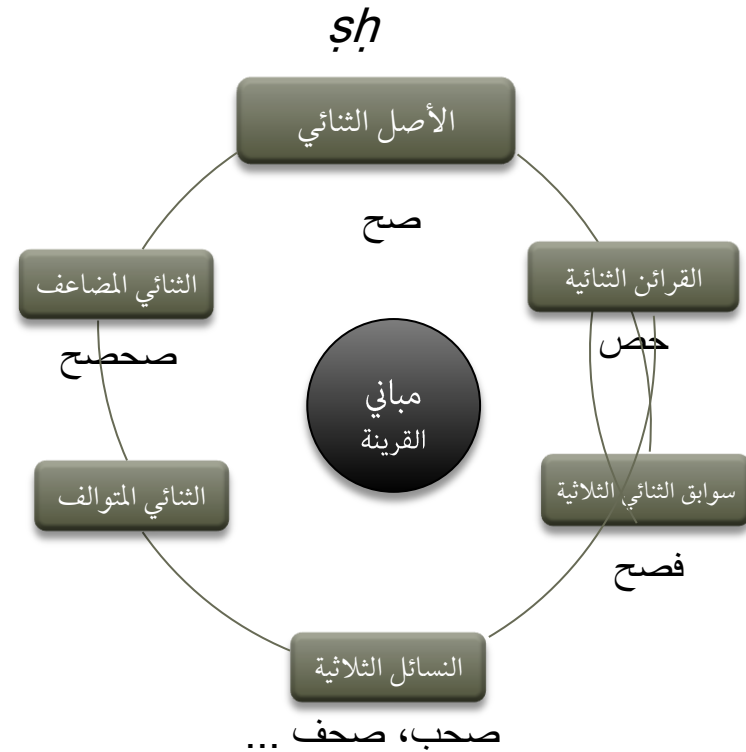 ṣḥ
الأصل الثنائي
صح
القرائن الثنائية
حص
سوابق الثنائي الثلاثية
فصح
النسائل الثلاثية
صحب، صحف ...
الثنائي المتوالف
الثنائي المضاعف
صحصح
مباني
القرينة